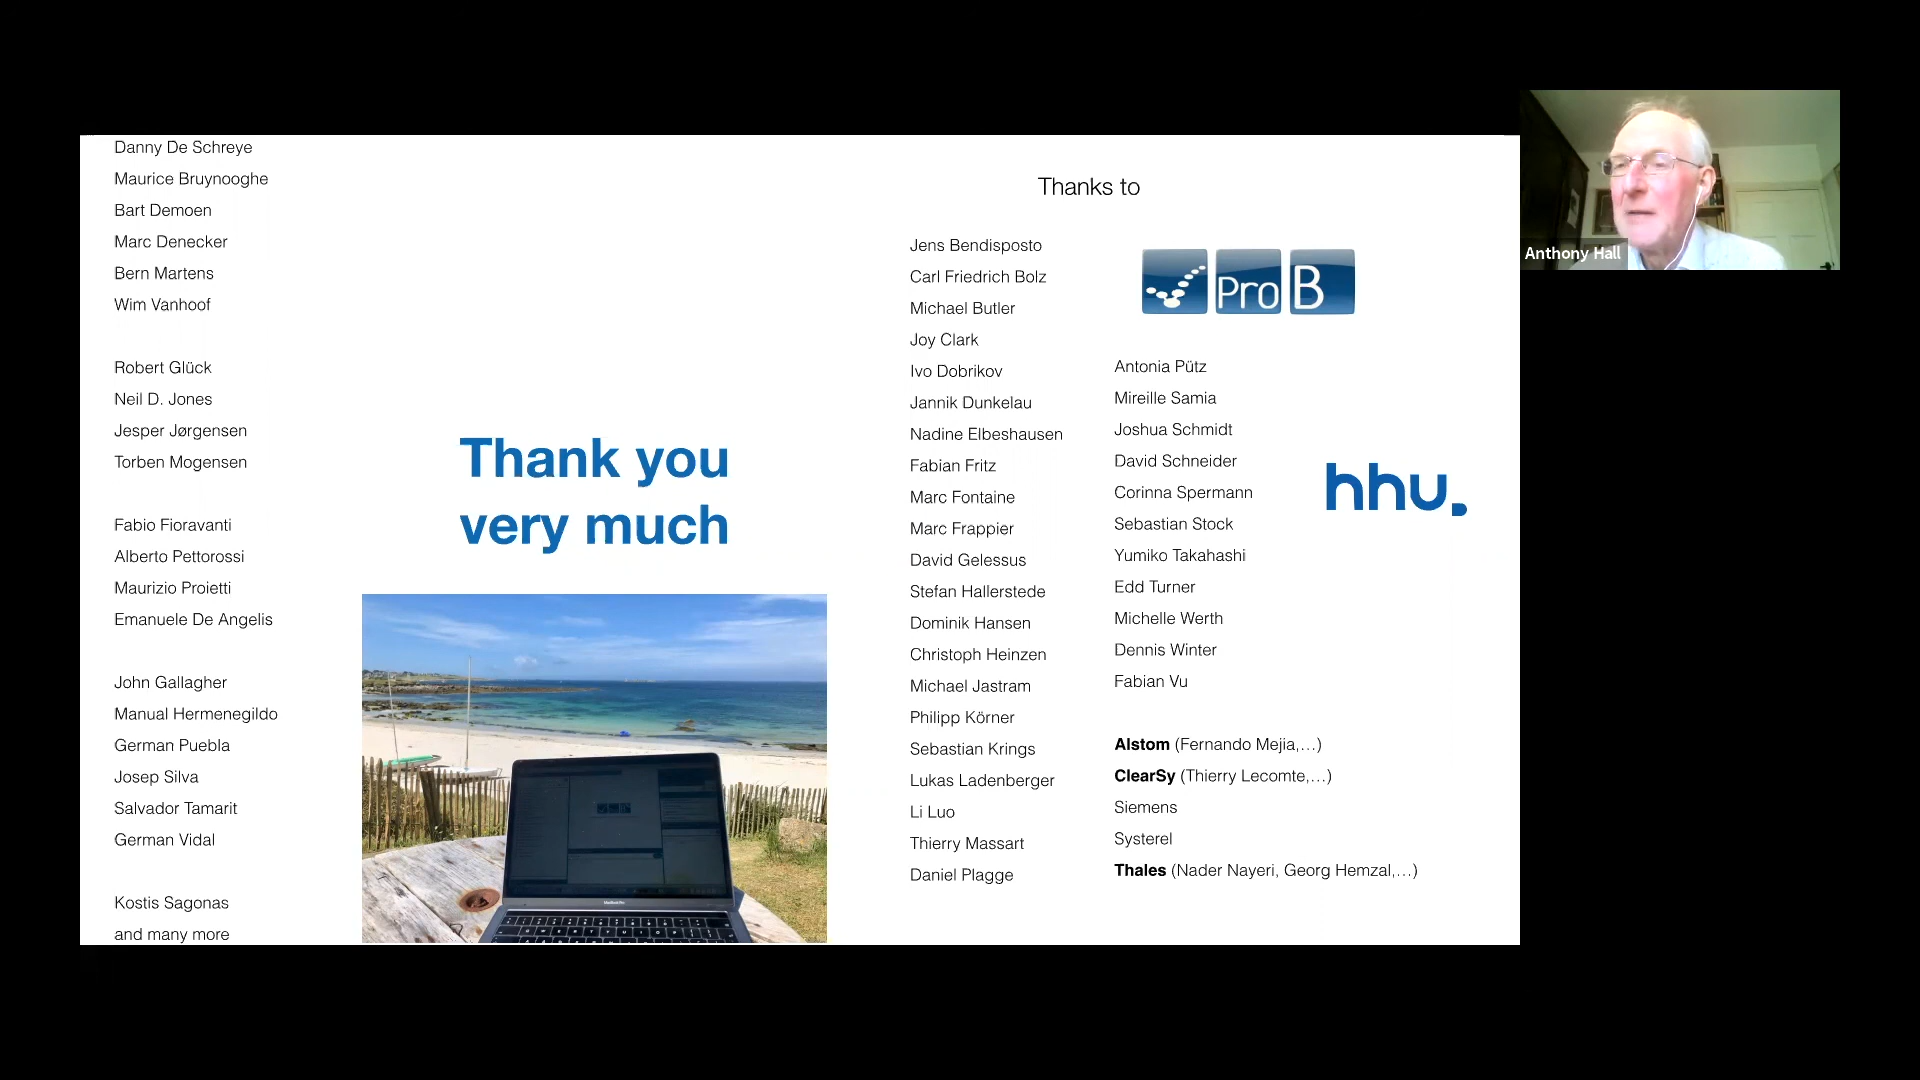 Danny De Schreye
Maurice Bruynooghe
Bart Demoen
Marc Denecker
Bern Martens
Wim Vanhoof
Robert Glück
Neil D. Jones
Jesper Jørgensen
Torben Mogensen
Fabio Fioravanti
Alberto Pettorossi
Maurizio Proietti
Emanuele De Angelis
John Gallagher
Manual Hermenegildo
German Puebla
Josep Silva
Salvador Tamarit
German Vidal
Kostis Sagonas
and many more
Thank you
very much
MacBook Pro
Thanks to
Jens Bendisposto
Carl Friedrich Bolz
Michael Butler
Joy Clark
Ivo Dobrikov
Jannik Dunkelau
Nadine Elbeshausen
Fabian Fritz
Marc Fontaine
Marc Frappier
David Gelessus
Stefan Hallerstede
Dominik Hansen
Christoph Heinzen
Michael Jastram
Philipp Körner
Sebastian Krings
Lukas Ladenberger
Li Luo
Thierry Massart
Daniel Plagge
Pro B
Antonia Pütz
Mireille Samia
Joshua Schmidt
David Schneider
Corinna Spermann
Sebastian Stock
Yumiko Takahashi
Edd Turner
Michelle Werth
Dennis Winter
Fabian Vu
Alstom (Fernando Mejia,…)
ClearSy (Thierry Lecomte,…)
Siemens
Systerel
Thales (Nader Nayeri, Georg Hemzal,…)
hhu.
Anthony Hall